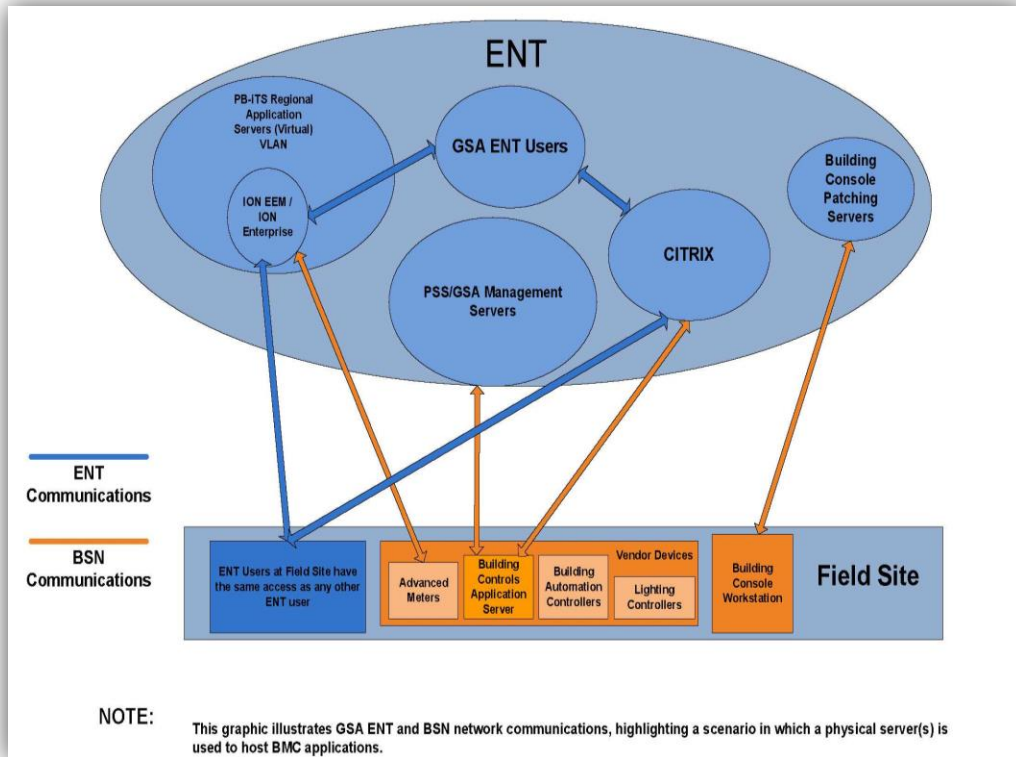 ENT
PB-ITS Regional
Application
Servers (Virtual)
VLAN
ION EEM /
ION
Enterprise
GSA ENT Users
Building
Console
Patching
Servers
CITRIX
PSS/GSA Management
Servers
ENT
Communications
BSN
Communications
ENT Users at Field Site have
the same access as any other
ENT user
Advanced
Meters
Building
Controls
Application
Server
Vendor Devices
Building
Automation
Controllers
Lighting
Controllers
Building
Console
Workstation
Field Site
NOTE:
This graphic illustrates GSA ENT and BSN network communications, highlighting a scenario in which a physical server(s) is
used to host BMC applications.